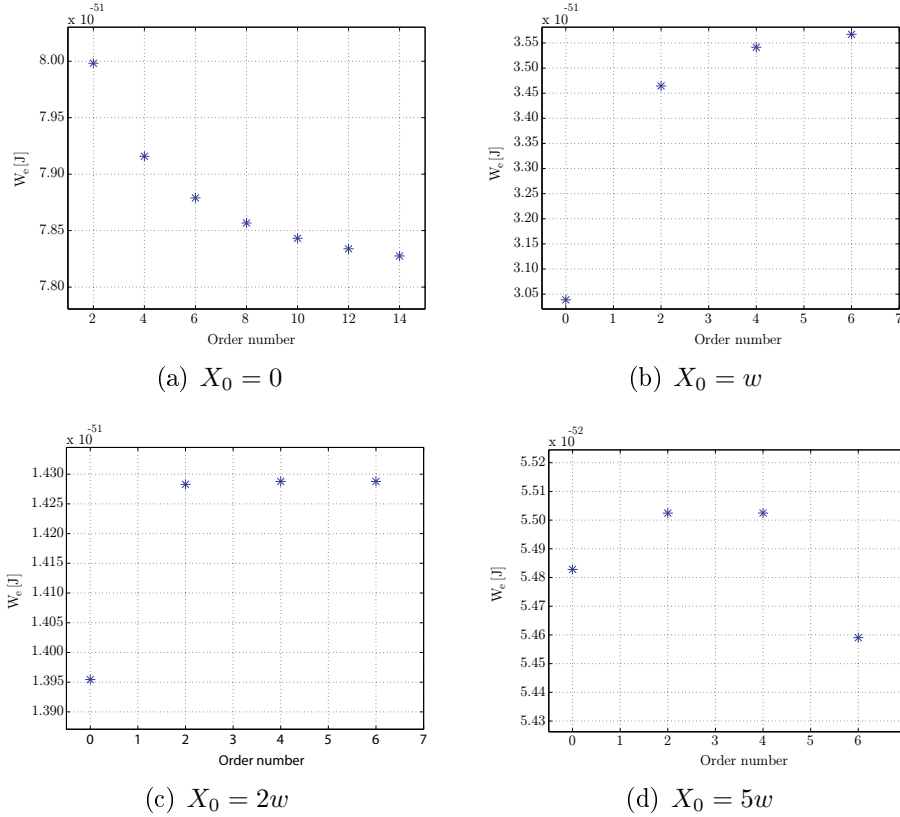 x 10^-51
8.00
7.95
7.90
7.85
7.80
W_e [J]
2 4 6 8 10 12 14
Order number
(a) X_0 = 0
x 10^-51
3.55
3.50
3.45
3.40
3.35
3.30
3.25
3.20
3.15
3.10
3.05
W_e [J]
0 1 2 3 4 5 6 7
Order number
(b) X_0 = w
x 10^-51
1.430
1.425
1.420
1.415
1.410
1.405
1.400
1.395
1.390
W_e [J]
0 1 2 3 4 5 6 7
Order number
(c) X_0 = 2w
x 10^-52
5.52
5.51
5.50
5.49
5.48
5.47
5.46
5.45
5.44
5.43
W_e [J]
0 1 2 3 4 5 6
Order number
(d) X_0 = 5w